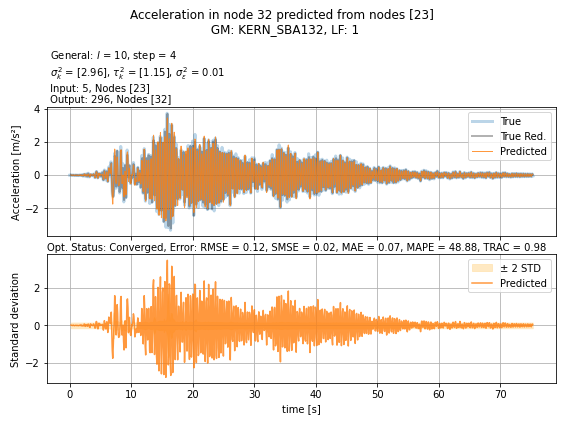 Acceleration in node 32 predicted from nodes [23]
GM: KERN_SBA132, LF: 1
General: l = 10, step = 4
σ²ₖ = [2.96], τ²ₖ = [1.15], σ²ε = 0.01
Input: 5, Nodes [23]
Output: 296, Nodes [32]
Acceleration [m/s²]
4
2
0
−2
True
True Red.
Predicted
Opt. Status: Converged, Error: RMSE = 0.12, SMSE = 0.02, MAE = 0.07, MAPE = 48.88, TRAC = 0.98
Standard deviation
2
0
−2
± 2 STD
Predicted
0 10 20 30 40 50 60 70
time [s]